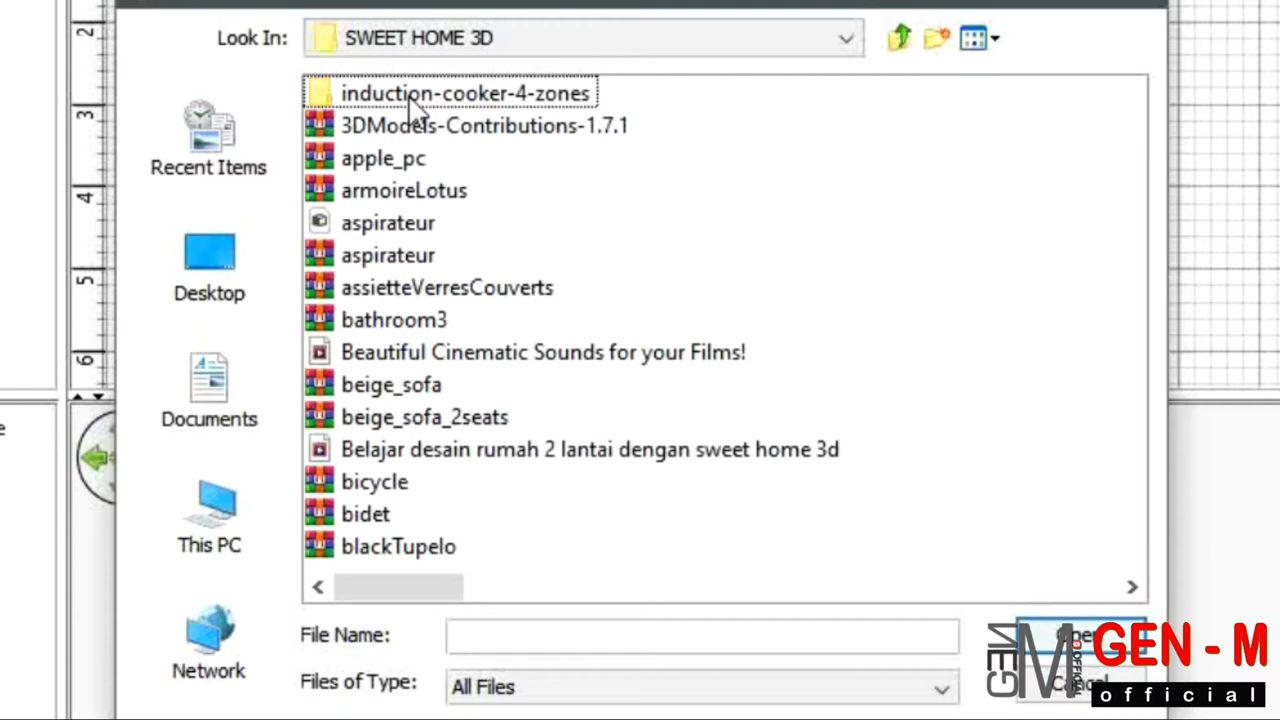 Look In:
SWEET HOME 3D
2
3
4
5
6
Recent Items
Desktop
Documents
This PC
Network
induction-cooker-4-zones
3DModels-Contributions-1.7.1
apple_pc
armoireLotus
aspirateur
aspirateur
assietteVerresCouverts
bathroom3
Beautiful Cinematic Sounds for your Films!
beige_sofa
beige_sofa_2seats
Belajar desain rumah 2 lantai dengan sweet home 3d
bicycle
bidet
blackTupelo
File Name:
Open
Files of Type:
All Files
Cancel
GEN M
GEN - M
official